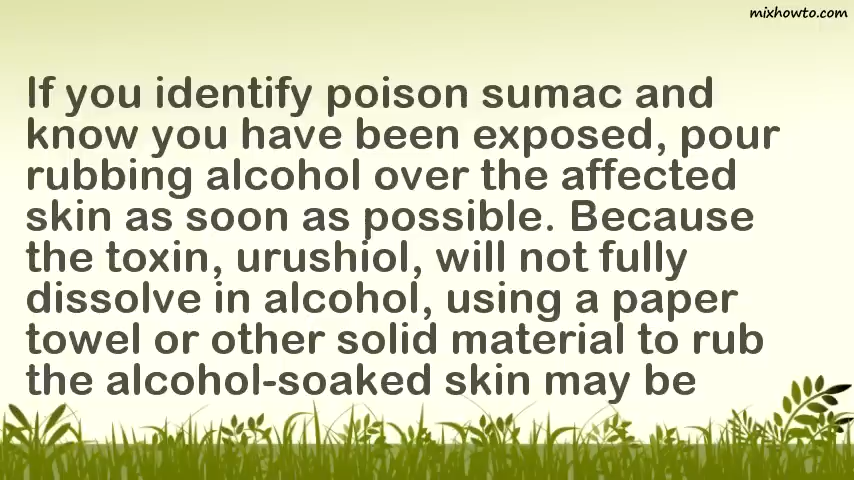 mixhowto.com
If you identify poison sumac and
know you have been exposed, pour
rubbing alcohol over the affected
skin as soon as possible. Because
the toxin, urushiol, will not fully
dissolve in alcohol, using a paper
towel or other solid material to rub
the alcohol-soaked skin may be